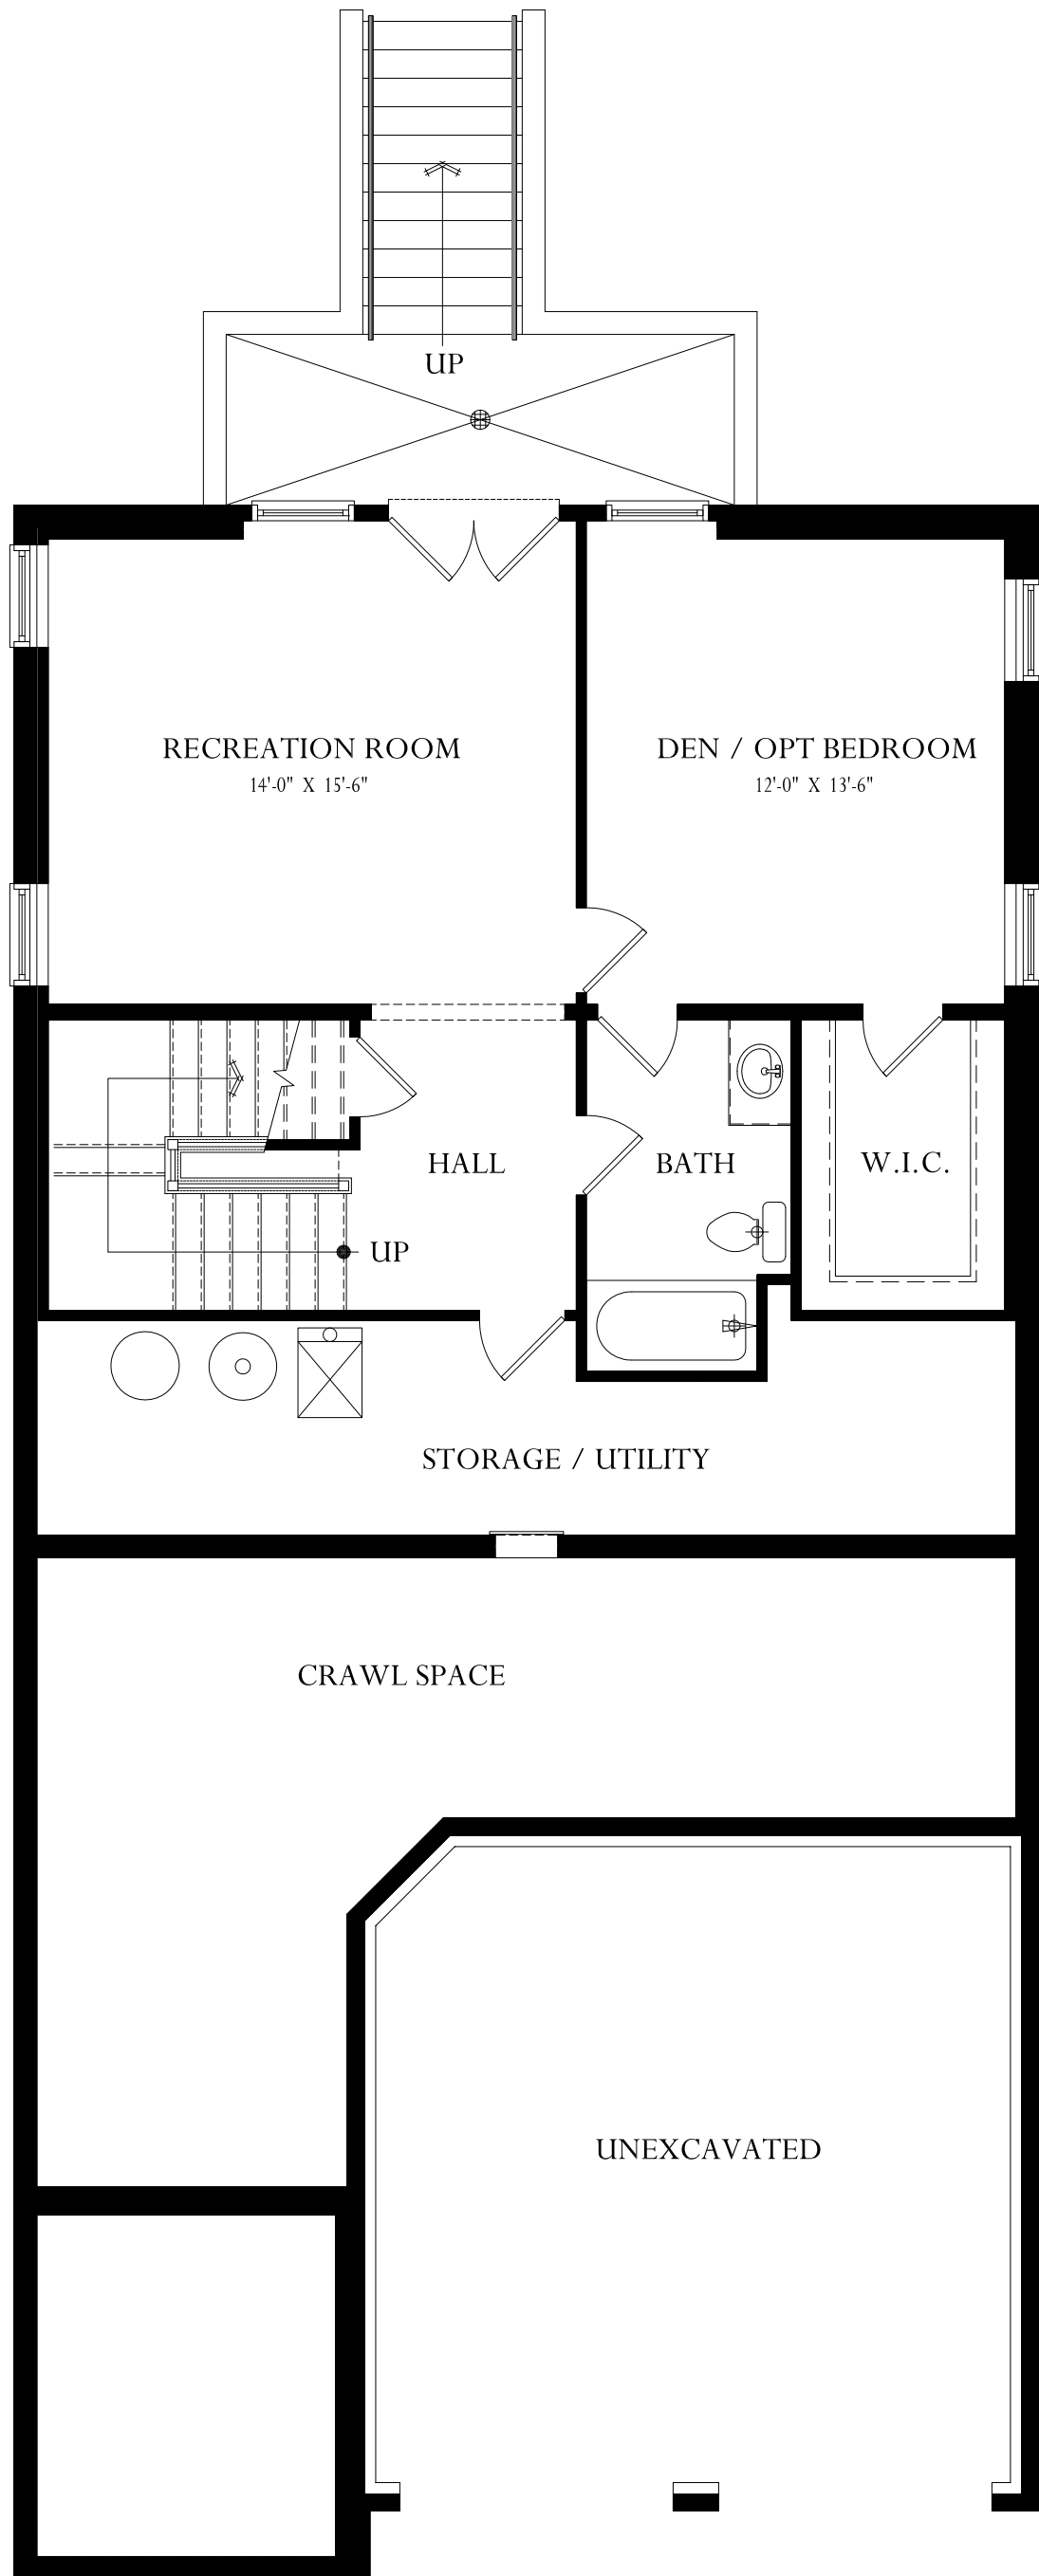 UP
RECREATION ROOM
14'-0" X 15'-6"
DEN / OPT BEDROOM
12'-0" X 13'-6"
HALL
BATH
W.I.C.
UP
STORAGE / UTILITY
CRAWL SPACE
UNEXCAVATED